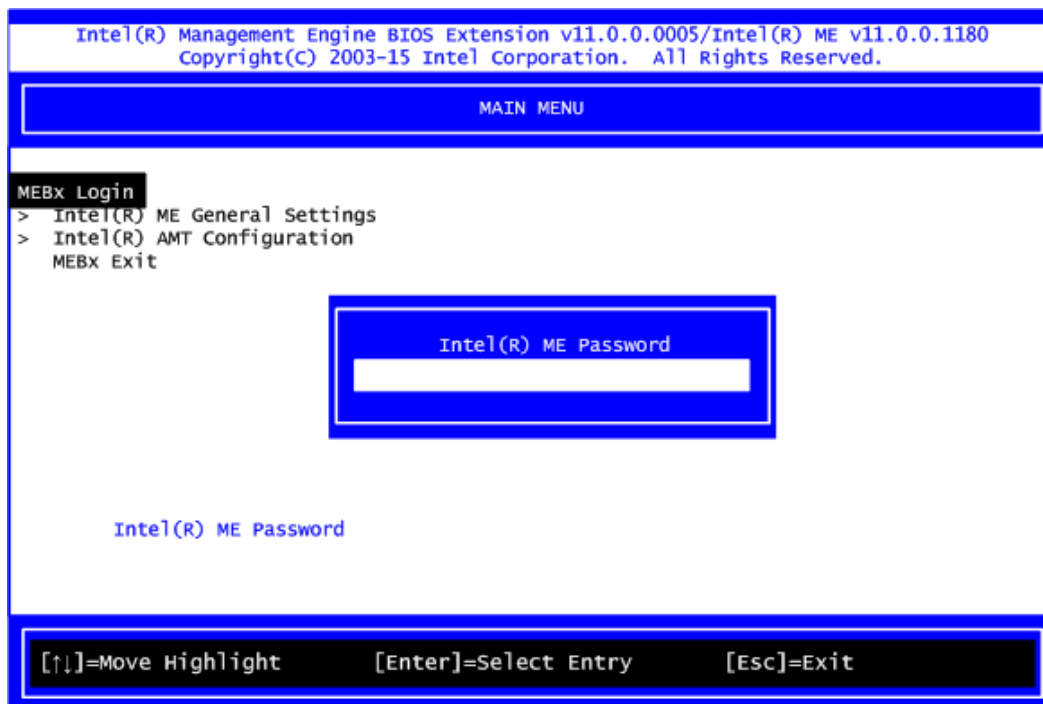 Intel(R) Management Engine BIOS Extension v11.0.0.0005/Intel(R) ME v11.0.0.1180
Copyright(C) 2003-15 Intel Corporation. All Rights Reserved.
MAIN MENU
MEBx Login
> Intel(R) ME General Settings
> Intel(R) AMT Configuration
MEBx Exit
Intel(R) ME Password
Intel(R) ME Password
[↑↓]=Move Highlight [Enter]=Select Entry [Esc]=Exit